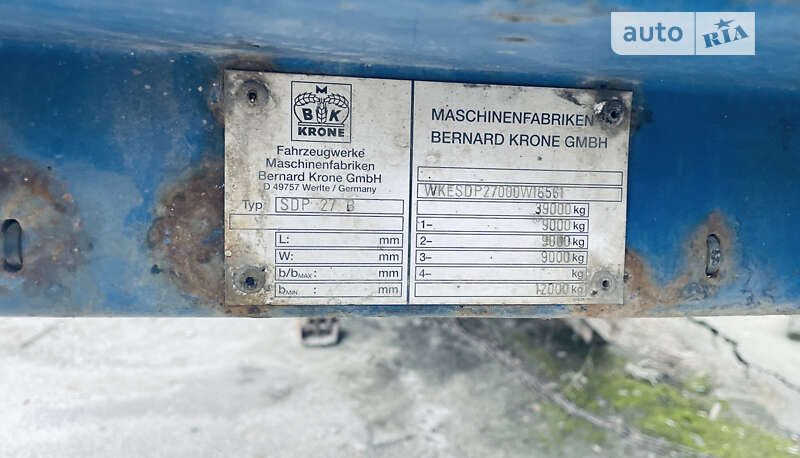 auto RIA
M
B K
KRONE
Fahrzeugwerke
Maschinenfabriken
Bernard Krone GmbH
D 49757 Werlte / Germany
Typ SDP 27 B
L: mm
W: mm
b/bMAX: mm
bMIN.: mm
MASCHINENFABRIKEN
BERNARD KRONE GMBH
39000 kg
1- 9000 kg
2- 9000 kg
3- 9000 kg
4- kg
12000 kg